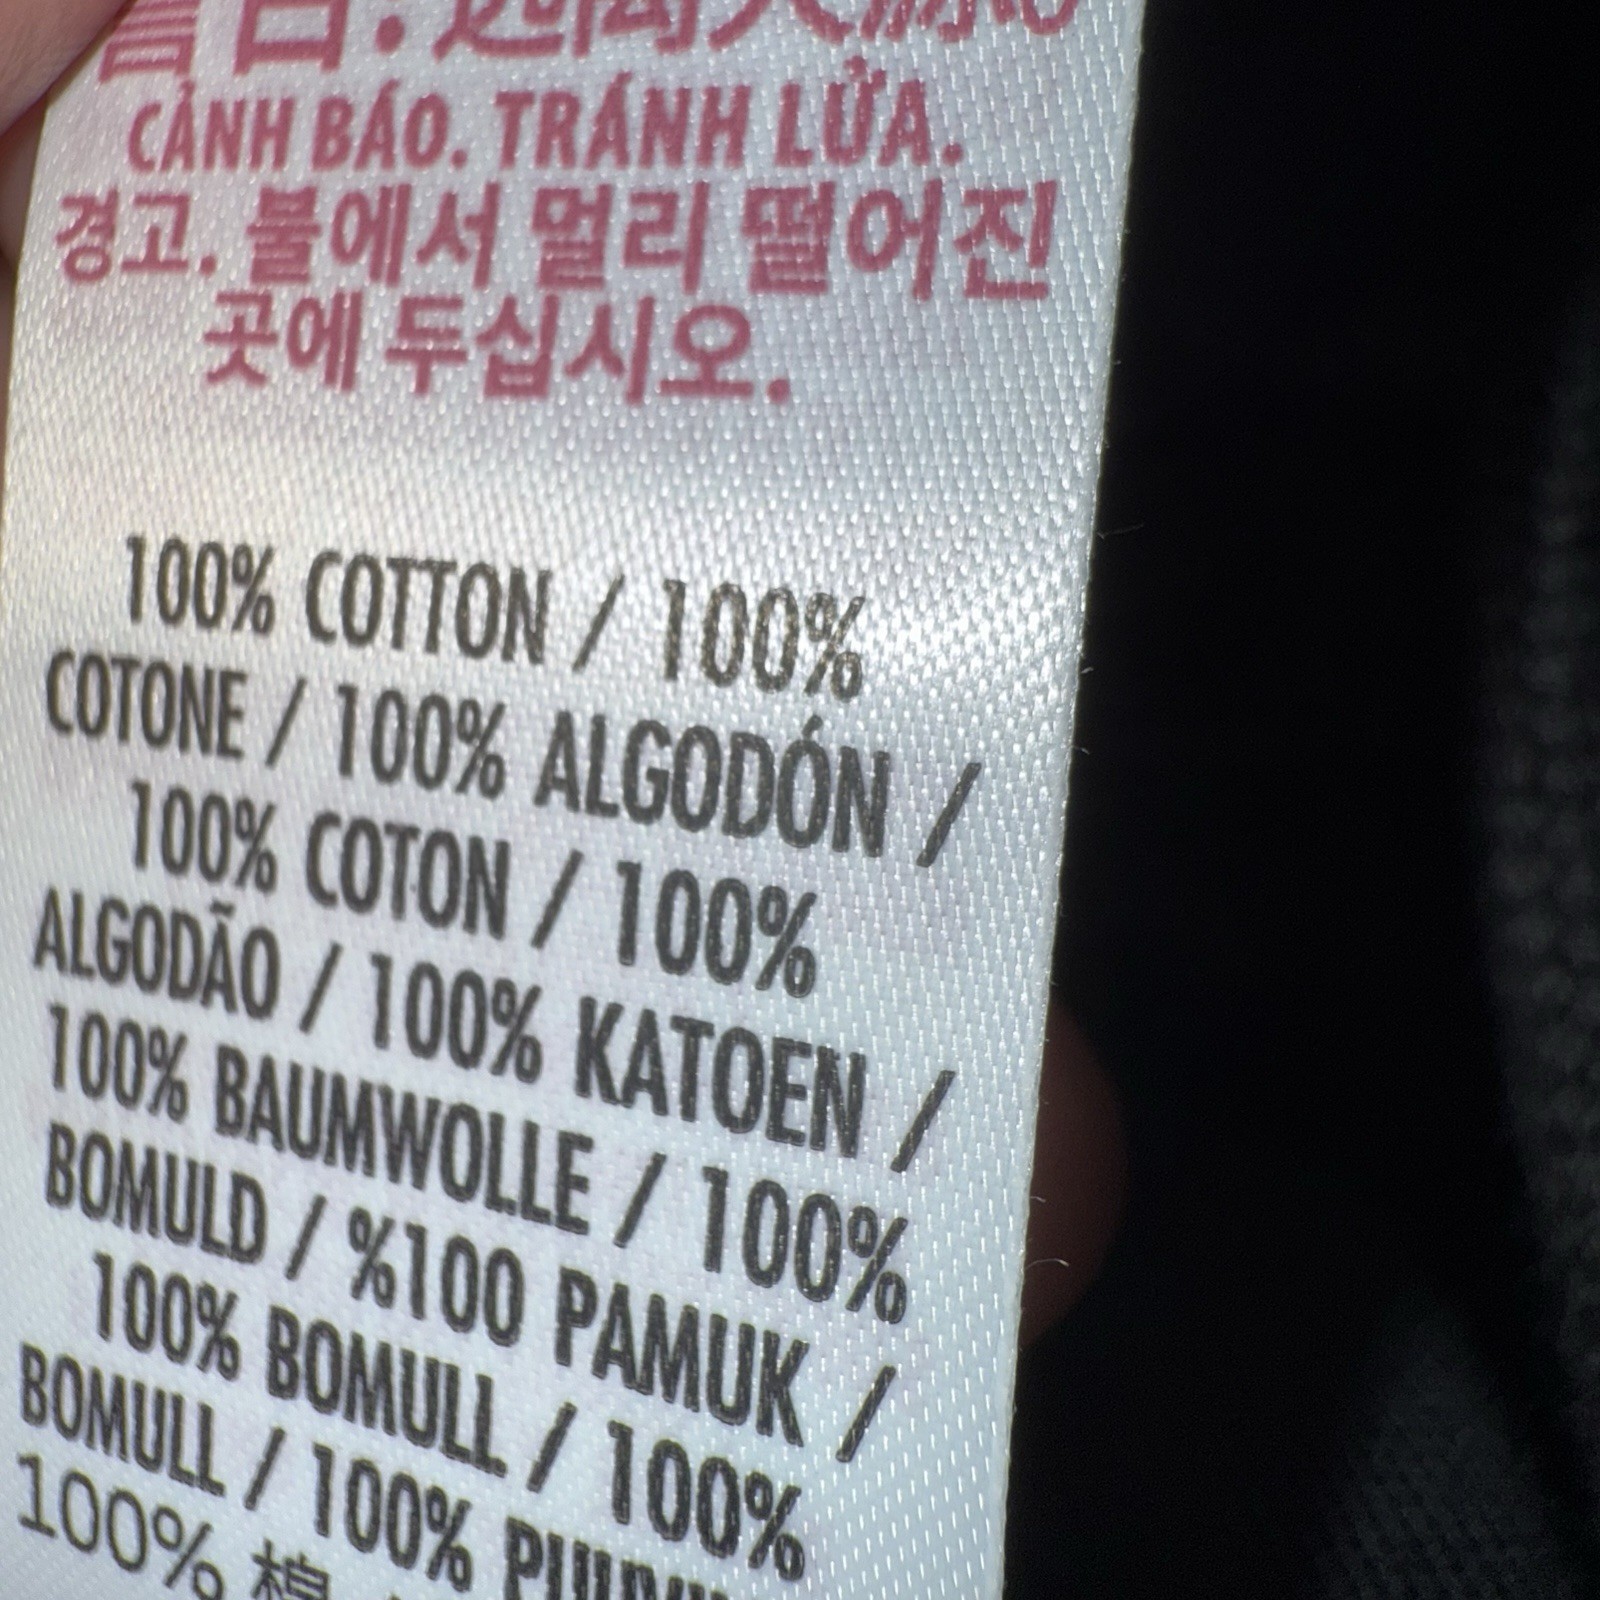 CẢNH BÁO. TRÁNH LỬA.
경고. 불에서 멀리 떨어진
곳에 두십시오.
100% COTTON / 100%
COTONE / 100% ALGODÓN /
100% COTON / 100%
ALGODÃO / 100% KATOEN /
100% BAUMWOLLE / 100%
BOMULD / %100 PAMUK /
100% BOMULL / 100%
BOMULL / 100%
100% 棉